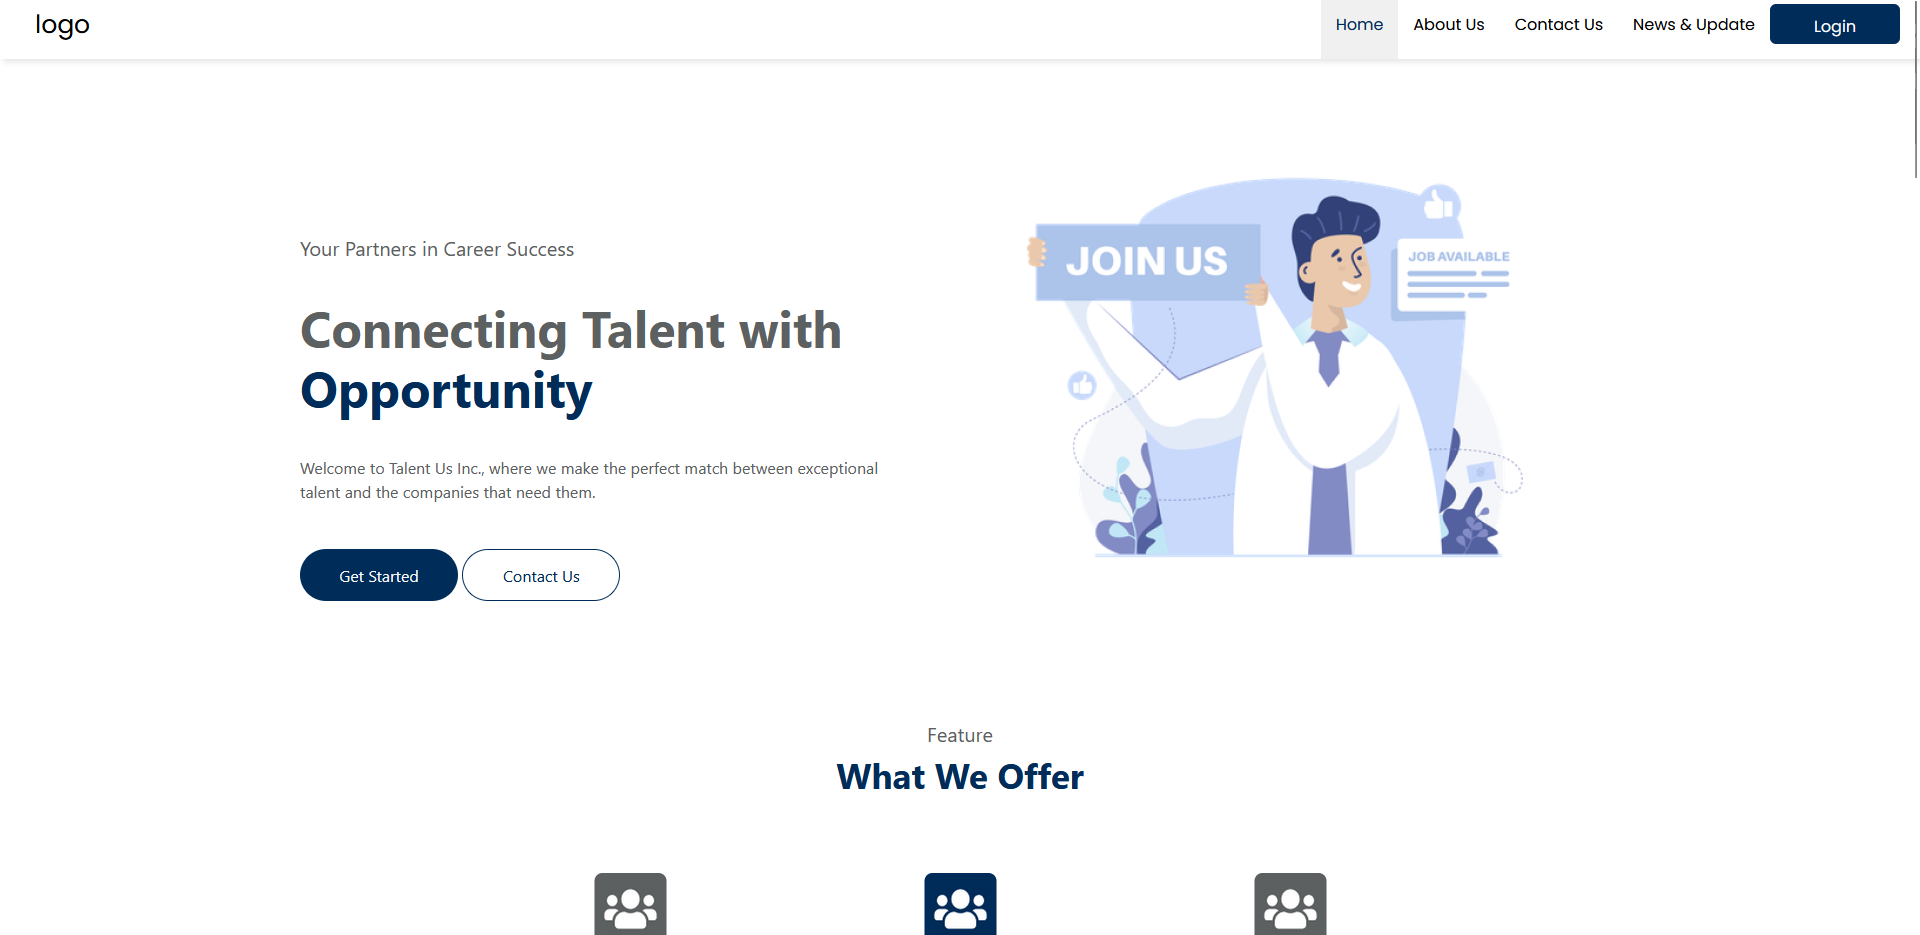 logo
Home
About Us
Contact Us
News & Update
Login
Your Partners in Career Success
Connecting Talent with
Opportunity
Welcome to Talent Us Inc., where we make the perfect match between exceptional
talent and the companies that need them.
Get Started
Contact Us
JOIN US
JOB AVAILABLE
Feature
What We Offer